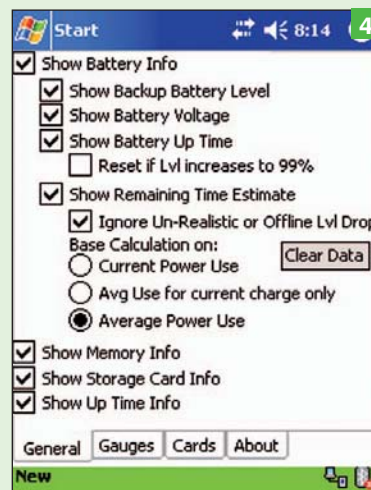 Start 8:14 4
Show Battery Info
Show Backup Battery Level
Show Battery Voltage
Show Battery Up Time
Reset if Lvl increases to 99%
Show Remaining Time Estimate
Ignore Un-Realistic or Offline Lvl Drop
Base Calculation on:
Clear Data
Current Power Use
Avg Use for current charge only
Average Power Use
Show Memory Info
Show Storage Card Info
Show Up Time Info
General Gauges Cards About
New